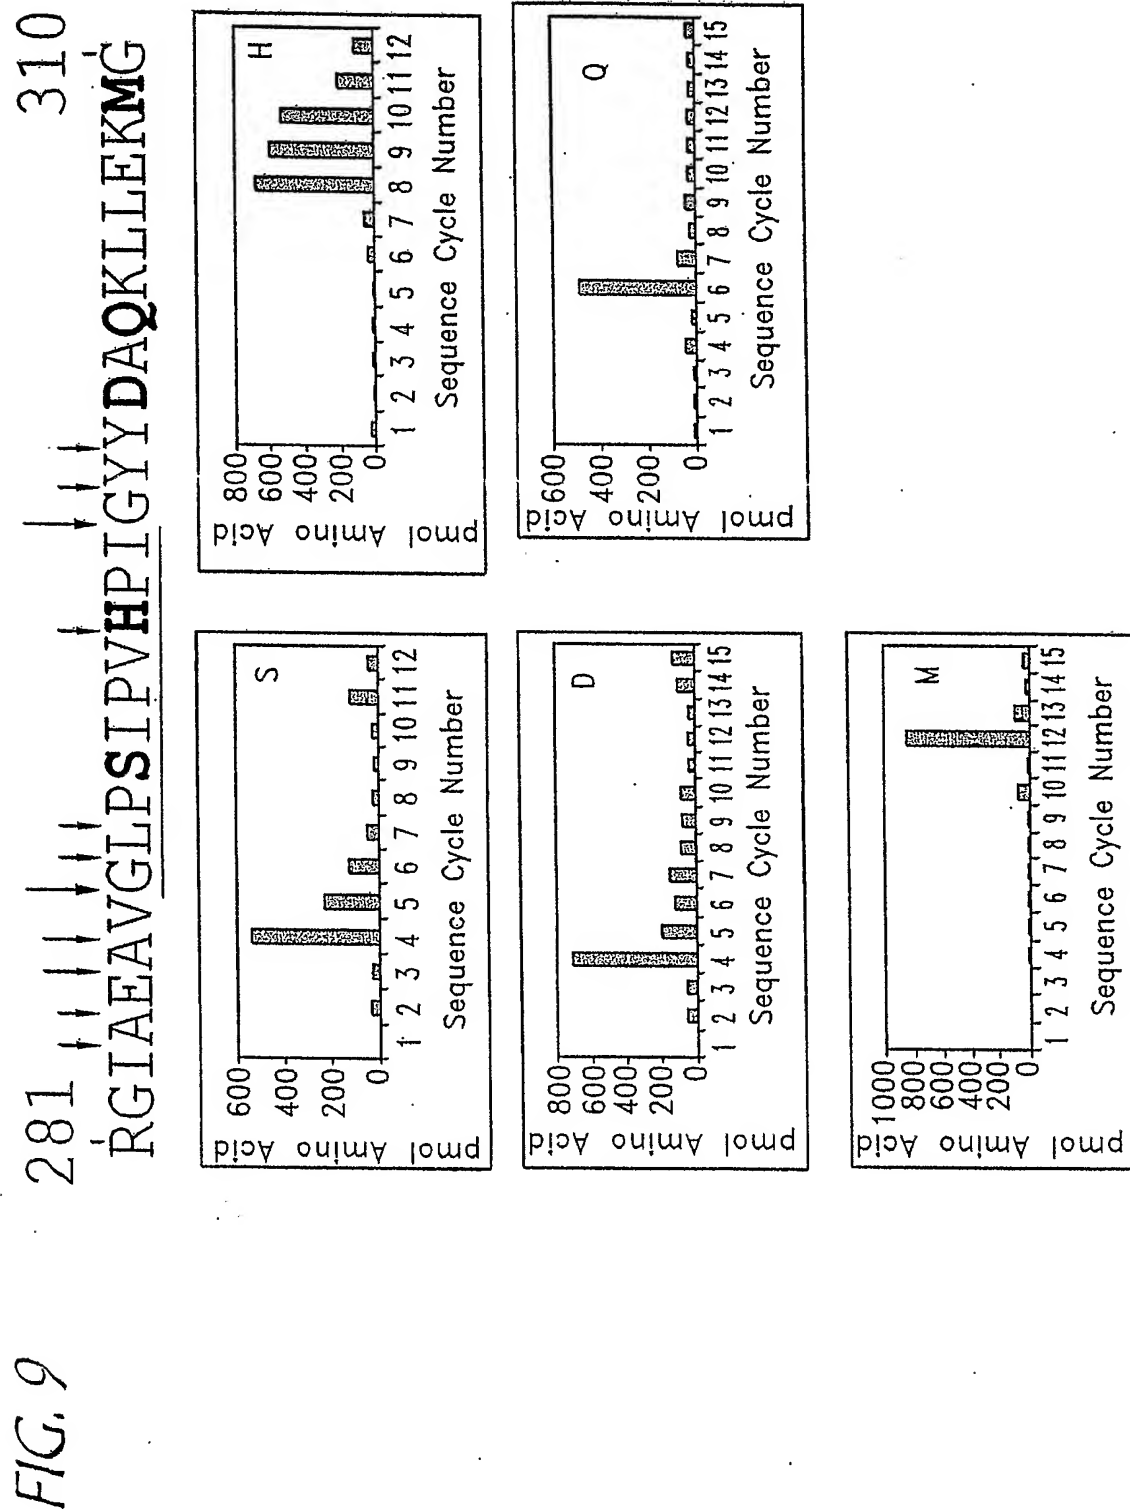 FIG. 9
281 310
RGIAEAVGLPSIPVHPIGYYDAQKLLEKMG
S
pmol Amino Acid
600
400
200
0
1 2 3 4 5 6 7 8 9 10 11 12
Sequence Cycle Number
H
pmol Amino Acid
800
600
400
200
0
1 2 3 4 5 6 7 8 9 10 11 12
Sequence Cycle Number
D
pmol Amino Acid
800
600
400
200
0
1 2 3 4 5 6 7 8 9 10 11 12 13 14 15
Sequence Cycle Number
Q
pmol Amino Acid
600
400
200
0
1 2 3 4 5 6 7 8 9 10 11 12 13 14 15
Sequence Cycle Number
M
pmol Amino Acid
1000
800
600
400
200
0
1 2 3 4 5 6 7 8 9 10 11 12 13 14 15
Sequence Cycle Number